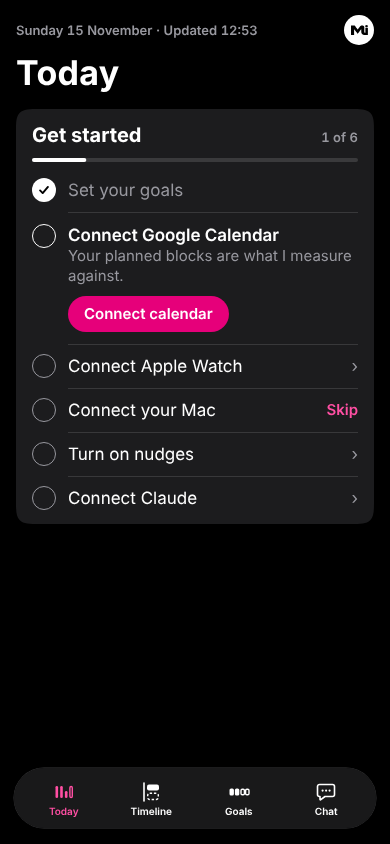 Sunday 15 November · Updated 12:53
Mi
Today
Get started
1 of 6
Set your goals
Connect Google Calendar
Your planned blocks are what I measure
against.
Connect calendar
Connect Apple Watch
Connect your Mac
Skip
Turn on nudges
Connect Claude
Today
Timeline
Goals
Chat